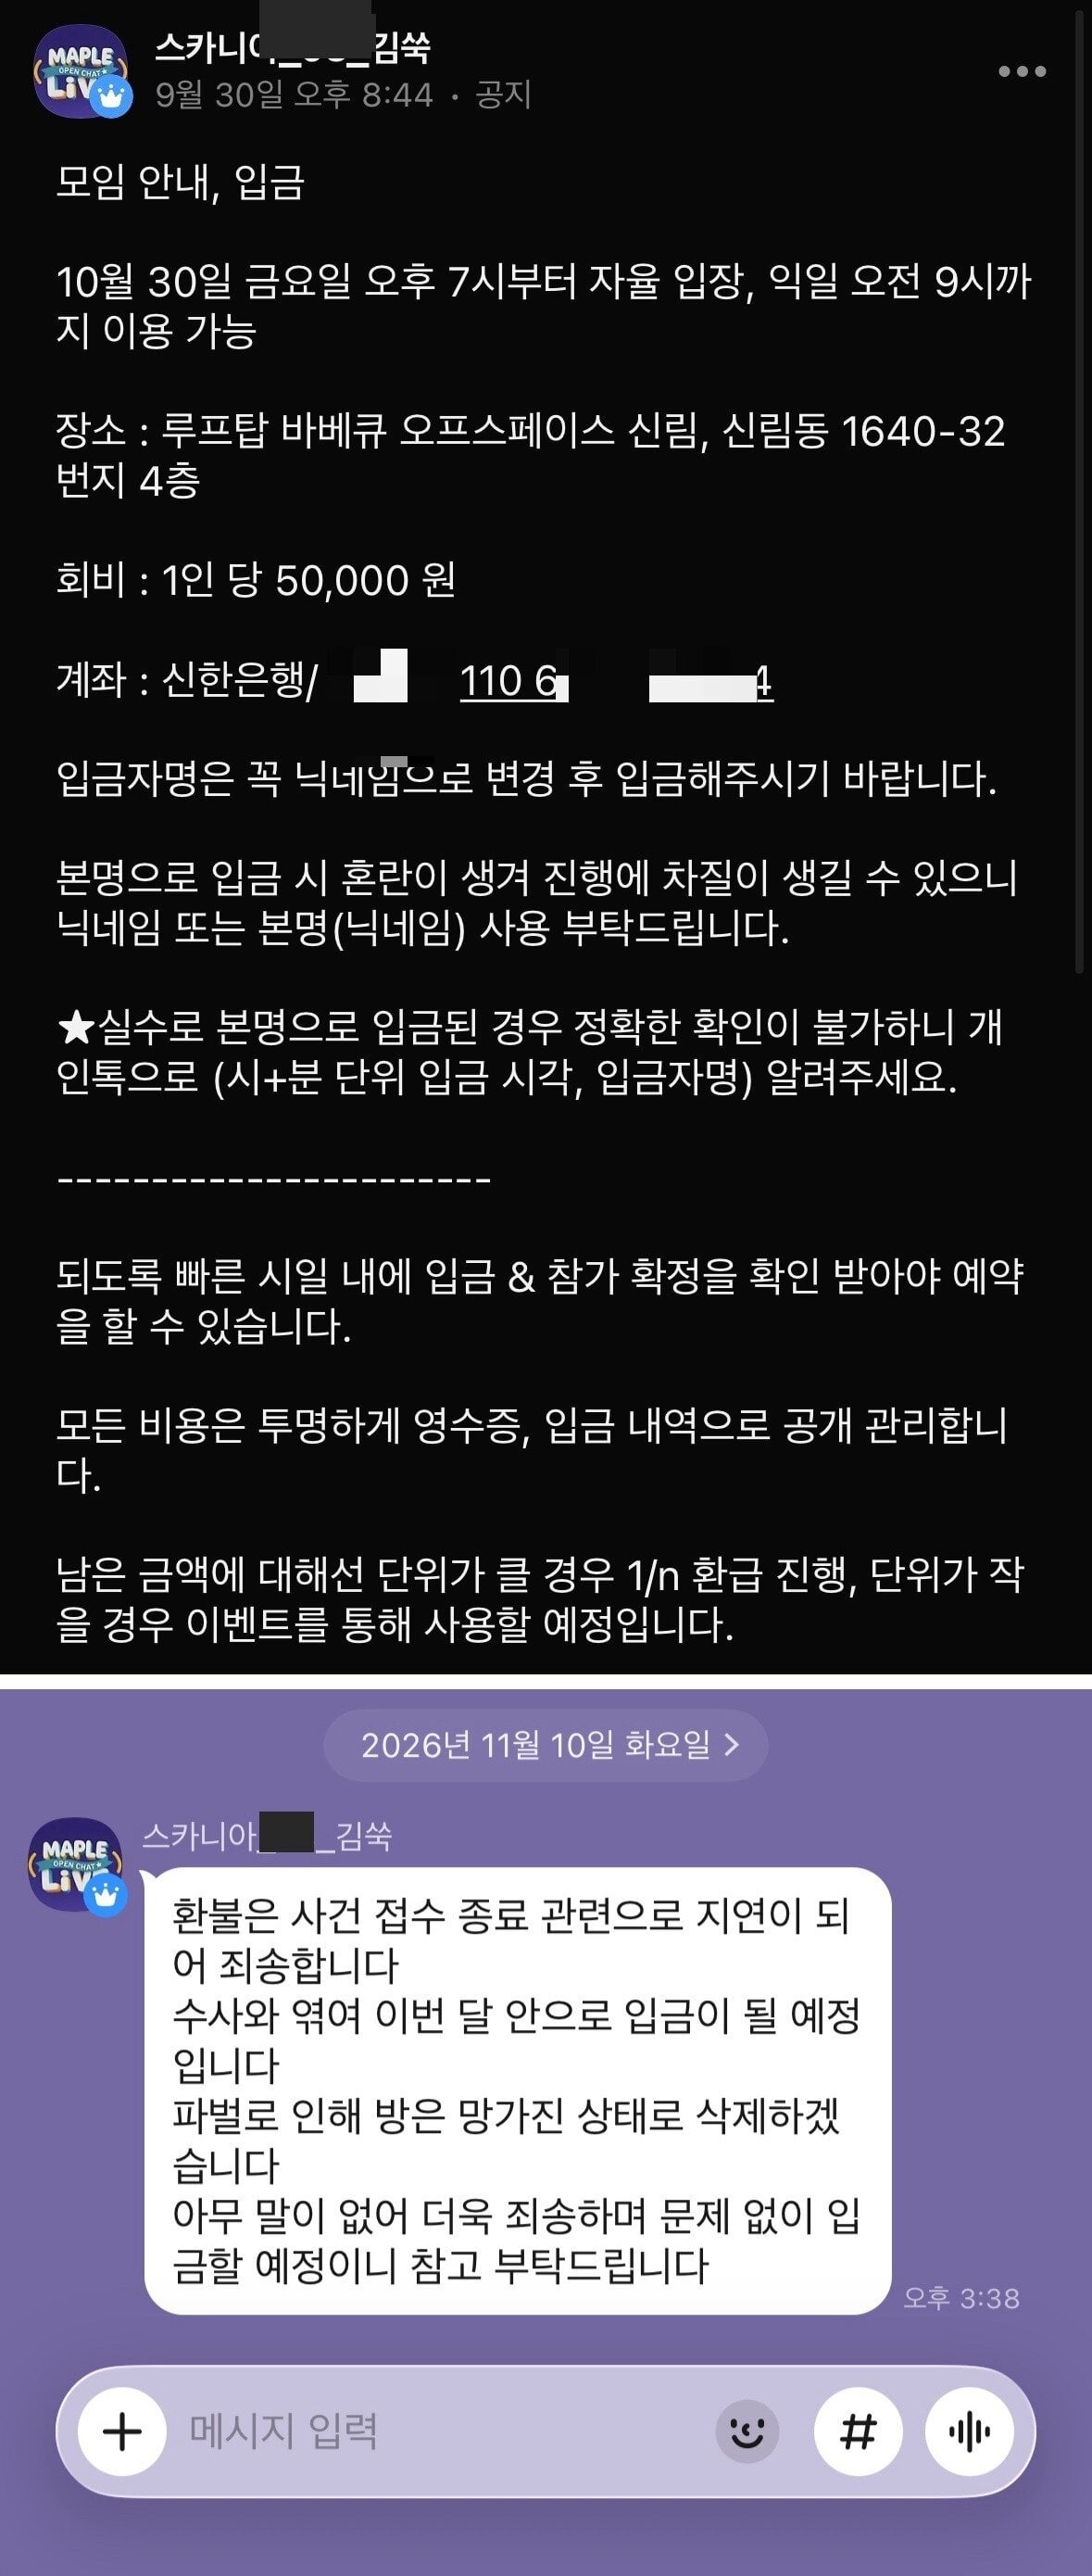 MAPLE
OPEN CHAT
LiV
스카니아 김쑥
9월 30일 오후 8:44 • 공지
모임 안내, 입금
10월 30일 금요일 오후 7시부터 자율 입장, 익일 오전 9시까
지 이용 가능
장소 : 루프탑 바베큐 오프스페이스 신림, 신림동 1640-32
번지 4층
회비 : 1인 당 50,000 원
계좌 : 신한은행/ 110 6 4
입금자명은 꼭 닉네임으로 변경 후 입금해주시기 바랍니다.
본명으로 입금 시 혼란이 생겨 진행에 차질이 생길 수 있으니
닉네임 또는 본명(닉네임) 사용 부탁드립니다.
★실수로 본명으로 입금된 경우 정확한 확인이 불가하니 개
인톡으로 (시+분 단위 입금 시각, 입금자명) 알려주세요.
-----------------------
되도록 빠른 시일 내에 입금 & 참가 확정을 확인 받아야 예약
을 할 수 있습니다.
모든 비용은 투명하게 영수증, 입금 내역으로 공개 관리합니
다.
남은 금액에 대해선 단위가 클 경우 1/n 환급 진행, 단위가 작
을 경우 이벤트를 통해 사용할 예정입니다.
2026년 11월 10일 화요일 >
MAPLE
OPEN CHAT
LiV
스카니아_ _김쑥
환불은 사건 접수 종료 관련으로 지연이 되
어 죄송합니다
수사와 엮여 이번 달 안으로 입금이 될 예정
입니다
파벌로 인해 방은 망가진 상태로 삭제하겠
습니다
아무 말이 없어 더욱 죄송하며 문제 없이 입
금할 예정이니 참고 부탁드립니다
오후 3:38
메시지 입력